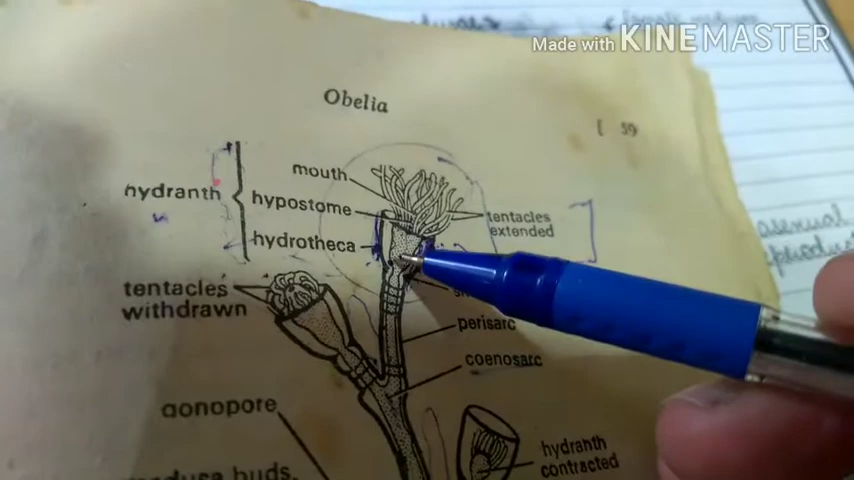 Made with KINEMASTER
Obelia
( 59
mouth
hydranth
hypostome
tentacles
extended
hydrotheca
tentacles
withdrawn
perisarc
coenosarc
gonopore
hydranth
contracted
medusa buds
asexual